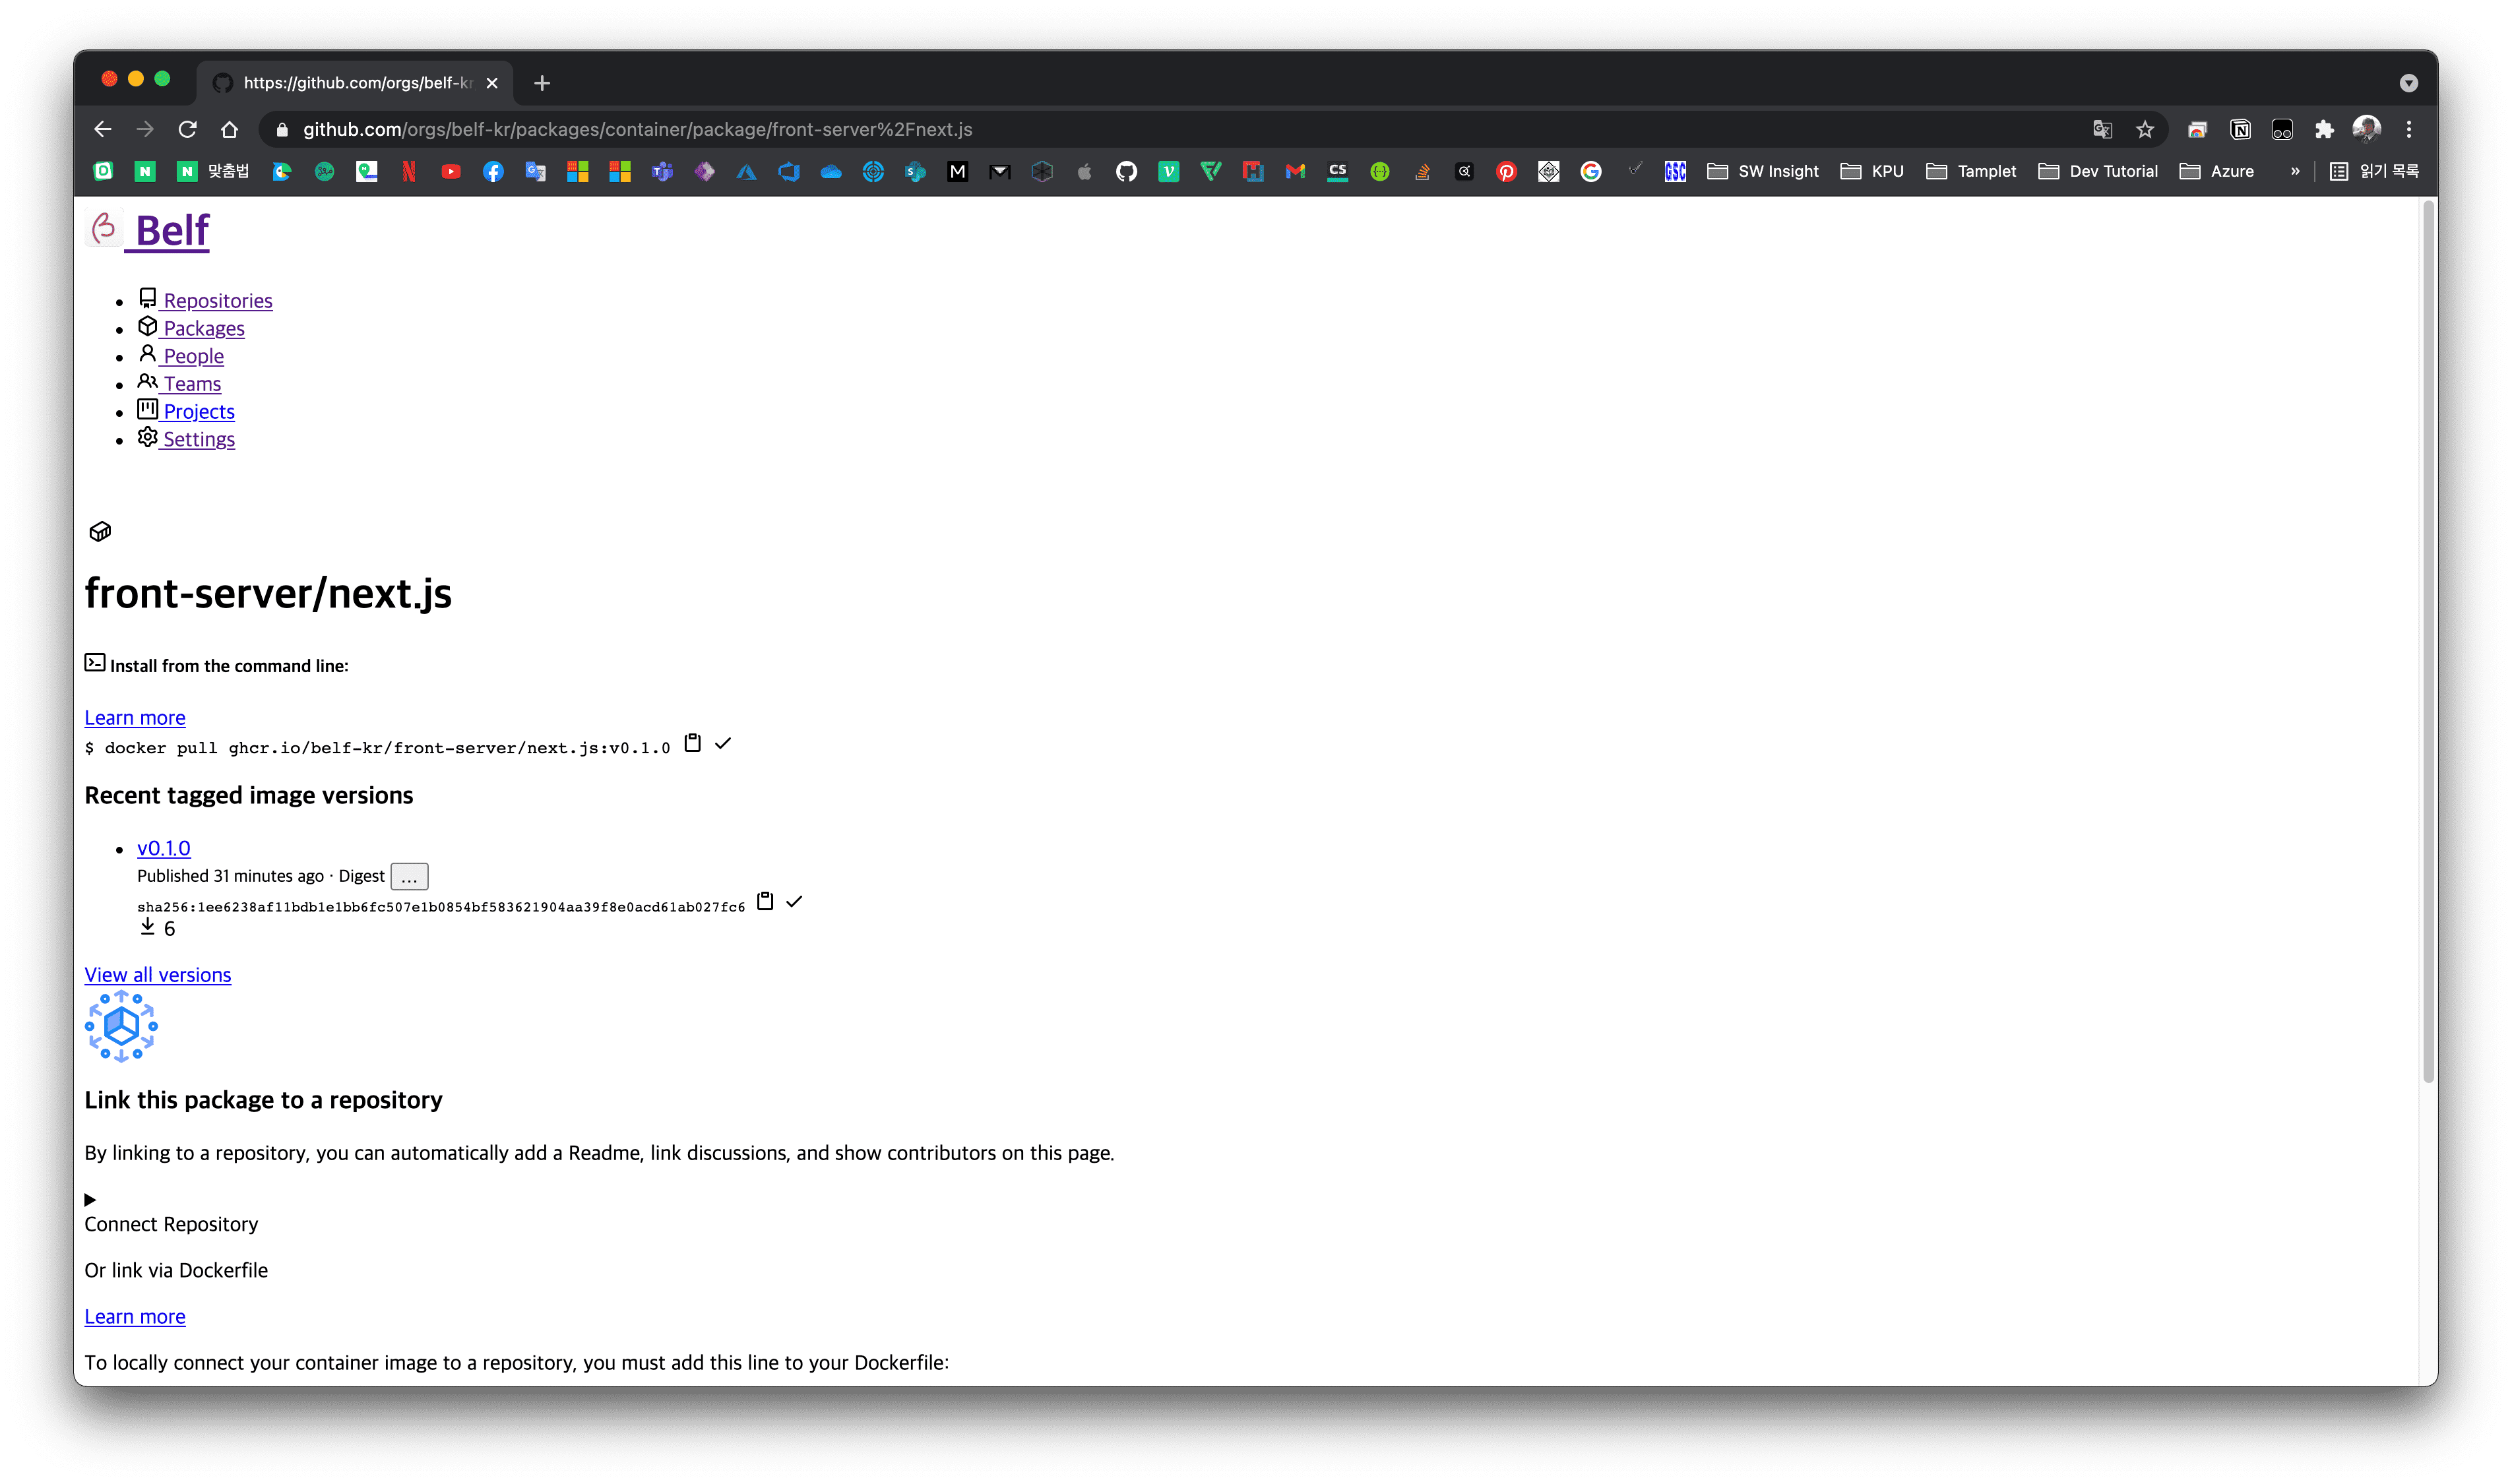 https://github.com/orgs/belf-kr
github.com/orgs/belf-kr/packages/container/package/front-server%2Fnext.js
맞춤법
SW Insight
KPU
Tamplet
Dev Tutorial
Azure
»
읽기 목록
Belf
Repositories
Packages
People
Teams
Projects
Settings
front-server/next.js
Install from the command line:
Learn more
$ docker pull ghcr.io/belf-kr/front-server/next.js:v0.1.0
Recent tagged image versions
v0.1.0
Published 31 minutes ago · Digest ...
sha256:1ee6238af11bdb1e1bb6fc507e1b0854bf583621904aa39f8e0acd61ab027fc6
6
View all versions
Link this package to a repository
By linking to a repository, you can automatically add a Readme, link discussions, and show contributors on this page.
Connect Repository
Or link via Dockerfile
Learn more
To locally connect your container image to a repository, you must add this line to your Dockerfile: